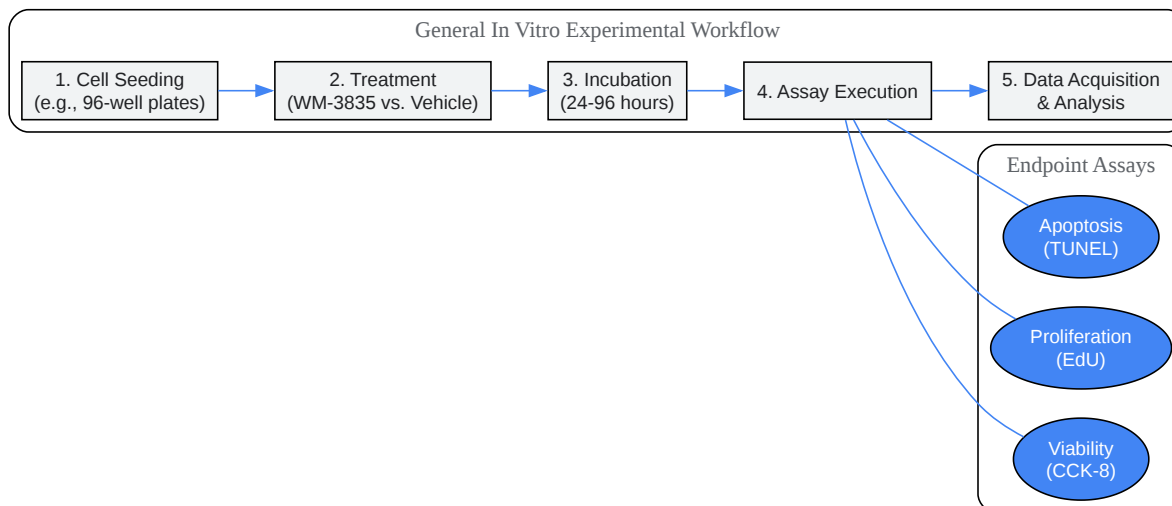 General In Vitro Experimental Workflow
1. Cell Seeding
(e.g., 96-well plates)
2. Treatment
(WM-3835 vs. Vehicle)
3. Incubation
(24-96 hours)
4. Assay Execution
5. Data Acquisition
& Analysis
Endpoint Assays
Apoptosis
(TUNEL)
Proliferation
(EdU)
Viability
(CCK-8)